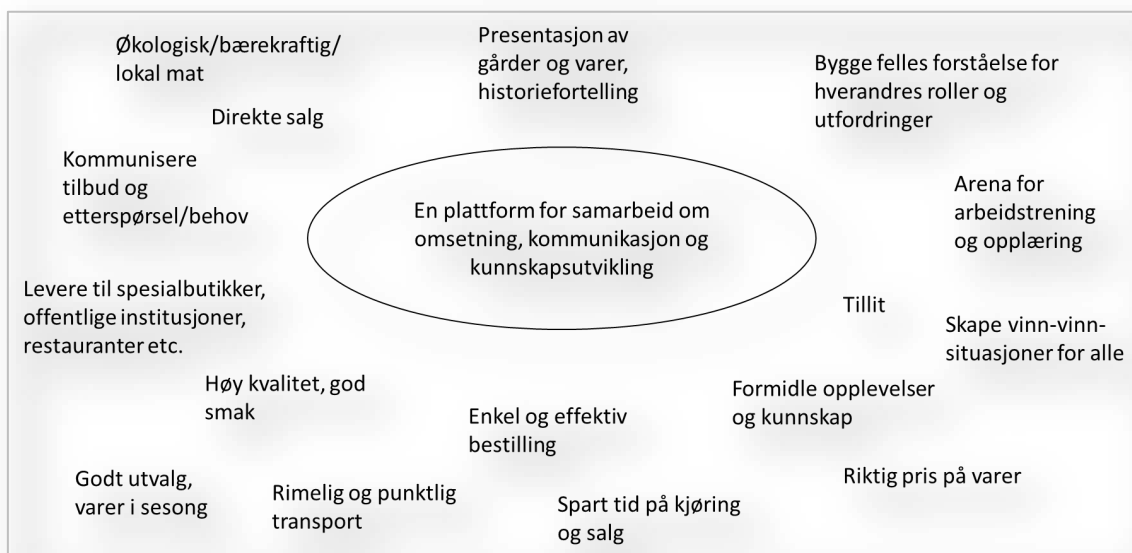 Økologisk/bærekraftig/
lokal mat
Direkte salg
Presentasjon av
gårder og varer,
historiefortelling
Bygge felles forståelse for
hverandres roller og
utfordringer
Kommunisere
tilbud og
etterspørsel/behov
En plattform for samarbeid om
omsetning, kommunikasjon og
kunnskapsutvikling
Arena for
arbeidstrening
og opplæring
Levere til spesialbutikker,
offentlige institusjoner,
restauranter etc.
Tillit
Skape vinn-vinn-
situasjoner for alle
Høy kvalitet, god
smak
Enkel og effektiv
bestilling
Formidle opplevelser
og kunnskap
Godt utvalg,
varer i sesong
Rimelig og punktlig
transport
Spart tid på kjøring
og salg
Riktig pris på varer